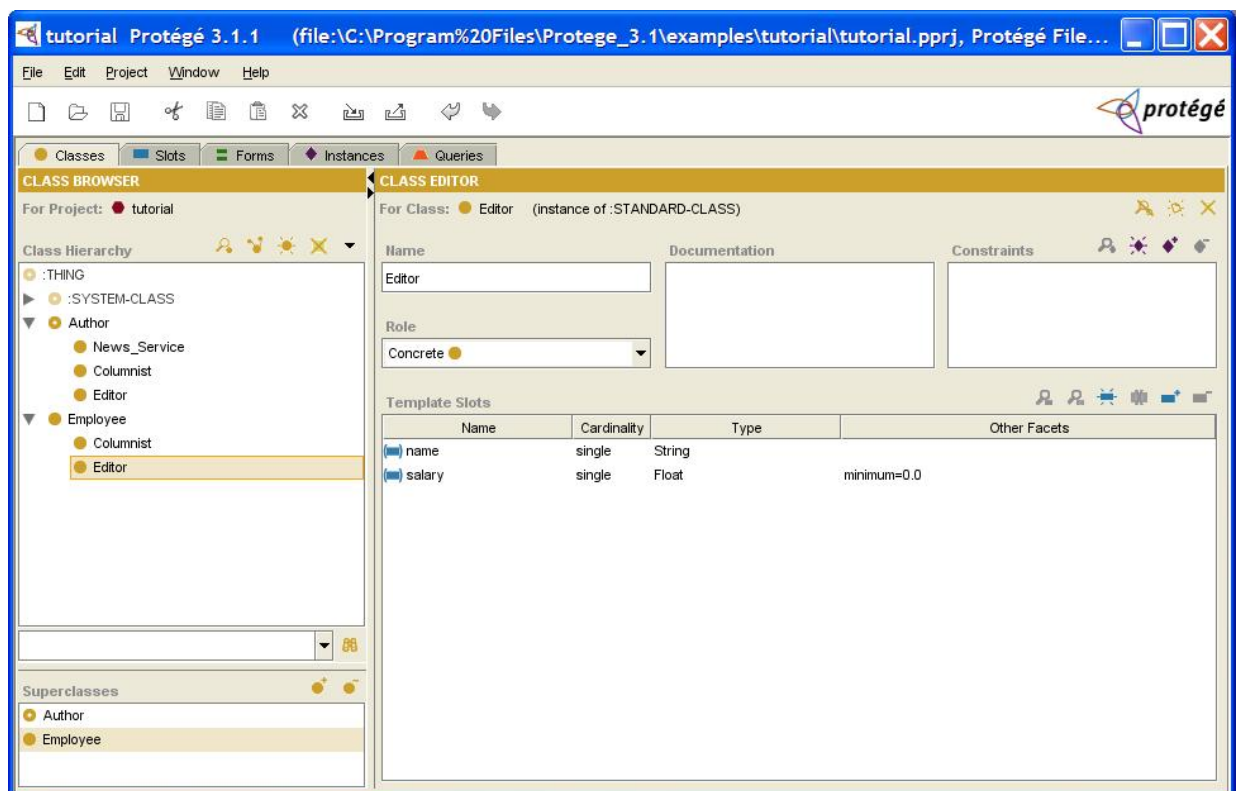 tutorial Protégé 3.1.1 (file:\C:\Program%20Files\Protege_3.1\examples\tutorial\tutorial.pprj, Protégé File...
File Edit Project Window Help
protégé
Classes Slots Forms Instances Queries
CLASS BROWSER
For Project: tutorial
Class Hierarchy
:THING
:SYSTEM-CLASS
Author
News_Service
Columnist
Editor
Employee
Columnist
Editor
Superclasses
Author
Employee
CLASS EDITOR
For Class: Editor (instance of :STANDARD-CLASS)
Name Documentation Constraints
Editor
Role
Concrete
Template Slots
Name Cardinality Type Other Facets
name single String
salary single Float minimum=0.0